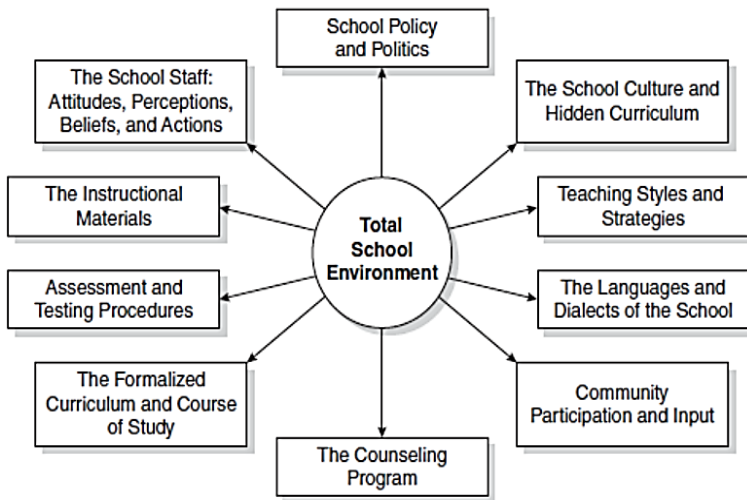 School Policy
and Politics
The School Staff:
Attitudes, Perceptions,
Beliefs, and Actions
The School Culture and
Hidden Curriculum
The Instructional
Materials
Total
School
Environment
Teaching Styles and
Strategies
Assessment and
Testing Procedures
The Languages and
Dialects of the School
The Formalized
Curriculum and Course
of Study
Community
Participation and Input
The Counseling
Program